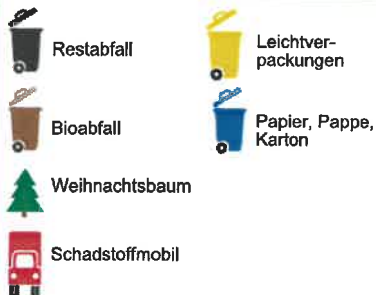 Restabfall
Leichtver-
packungen
Bioabfall
Papier, Pappe,
Karton
Weihnachtsbaum
Schadstoffmobil